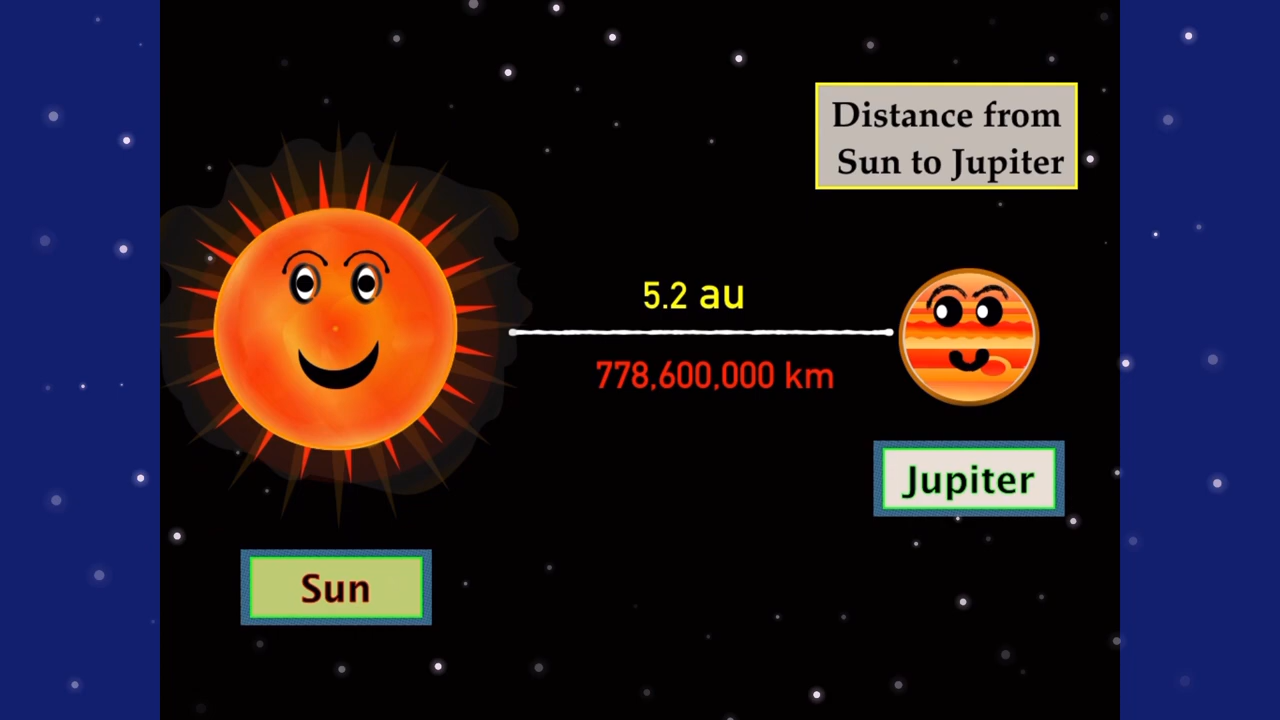 Distance from
Sun to Jupiter
5.2 au
778,600,000 km
Jupiter
Sun